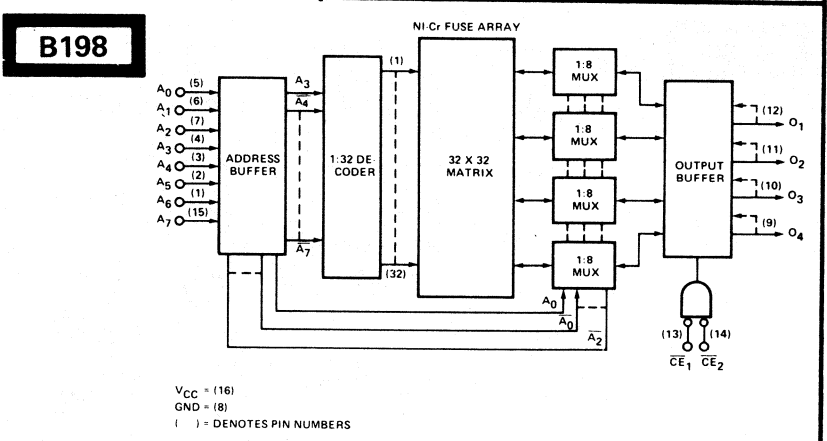 B198
NI-Cr FUSE ARRAY
A0 (5)
A1 (6)
A2 (7)
A3 (4)
A4 (3)
A5 (2)
A6 (1)
A7 (15)
ADDRESS
BUFFER
A3
A4
A7
1:32 DE-
CODER
(1)
(32)
32 X 32
MATRIX
1:8
MUX
1:8
MUX
1:8
MUX
1:8
MUX
A0
A0
A2
OUTPUT
BUFFER
(12) O1
(11) O2
(10) O3
(9) O4
(13) (14)
CE1 CE2
VCC = (16)
GND = (8)
( ) = DENOTES PIN NUMBERS